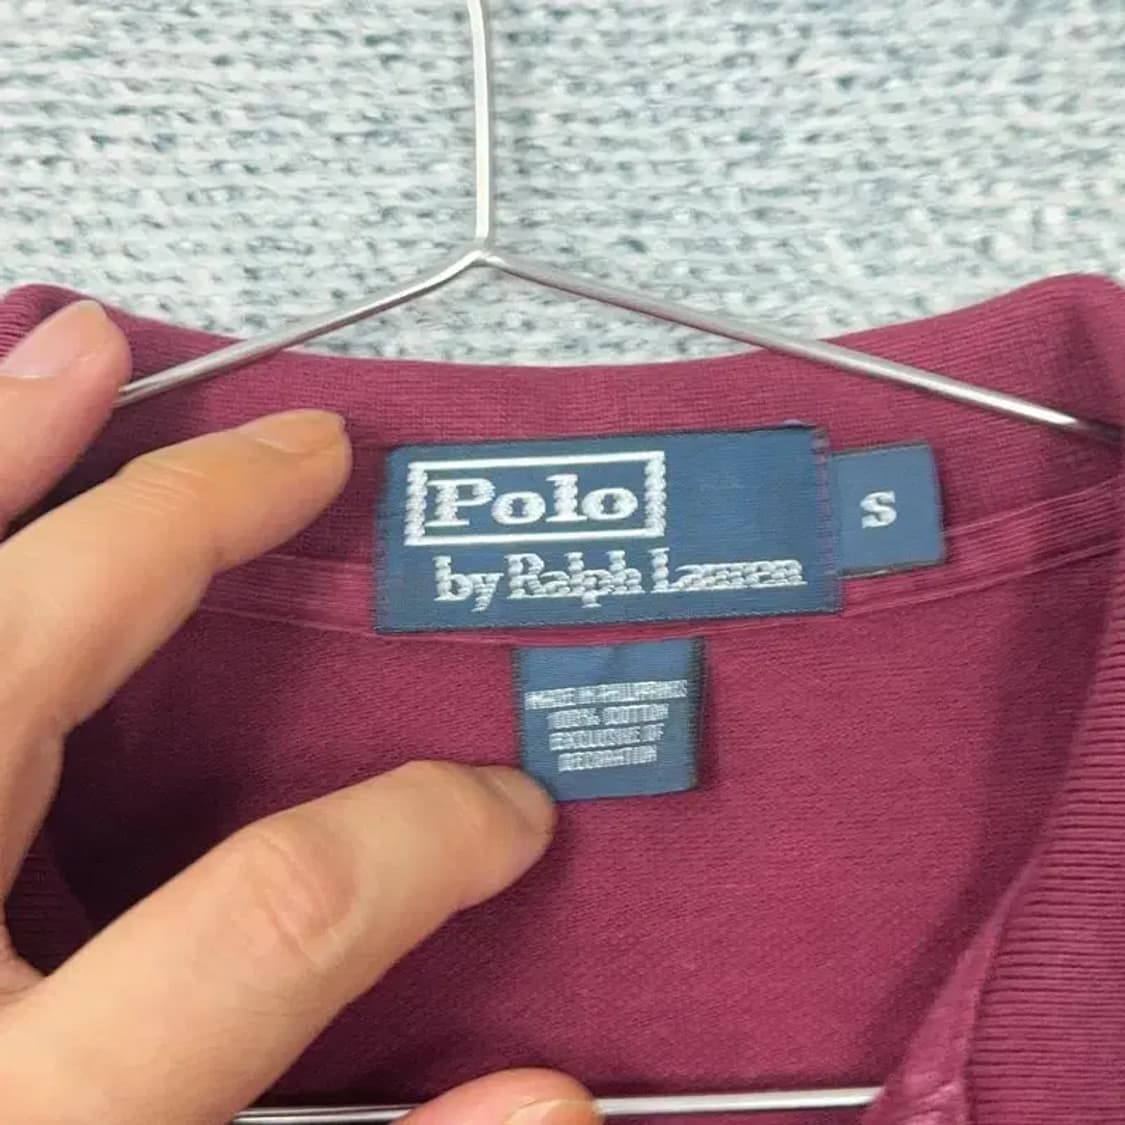 Polo
by Ralph Lauren
S
MADE IN PHILIPPINES
100% COTTON
EXCLUSIVE OF
DECORATION